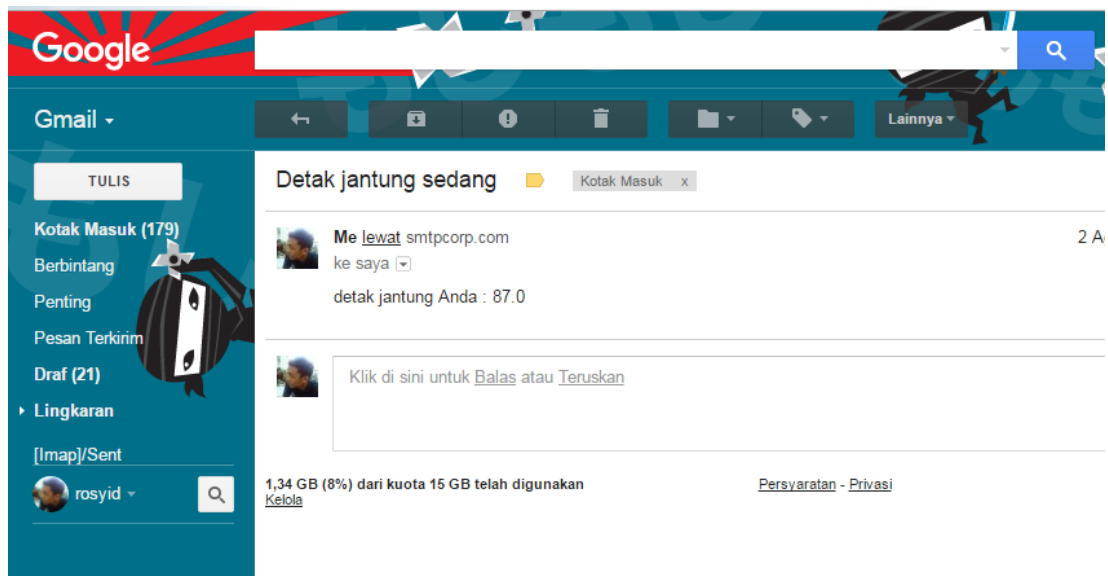 Google
Gmail
Lainnya
TULIS
Detak jantung sedang
Kotak Masuk x
Kotak Masuk (179)
Berbintang
Penting
Pesan Terkirim
Draf (21)
Lingkaran
[Imap]/Sent
rosyid
Me lewat smtpcorp.com
2 A
ke saya
detak jantung Anda : 87.0
Klik di sini untuk Balas atau Teruskan
1,34 GB (8%) dari kuota 15 GB telah digunakan
Kelola
Persyaratan - Privasi